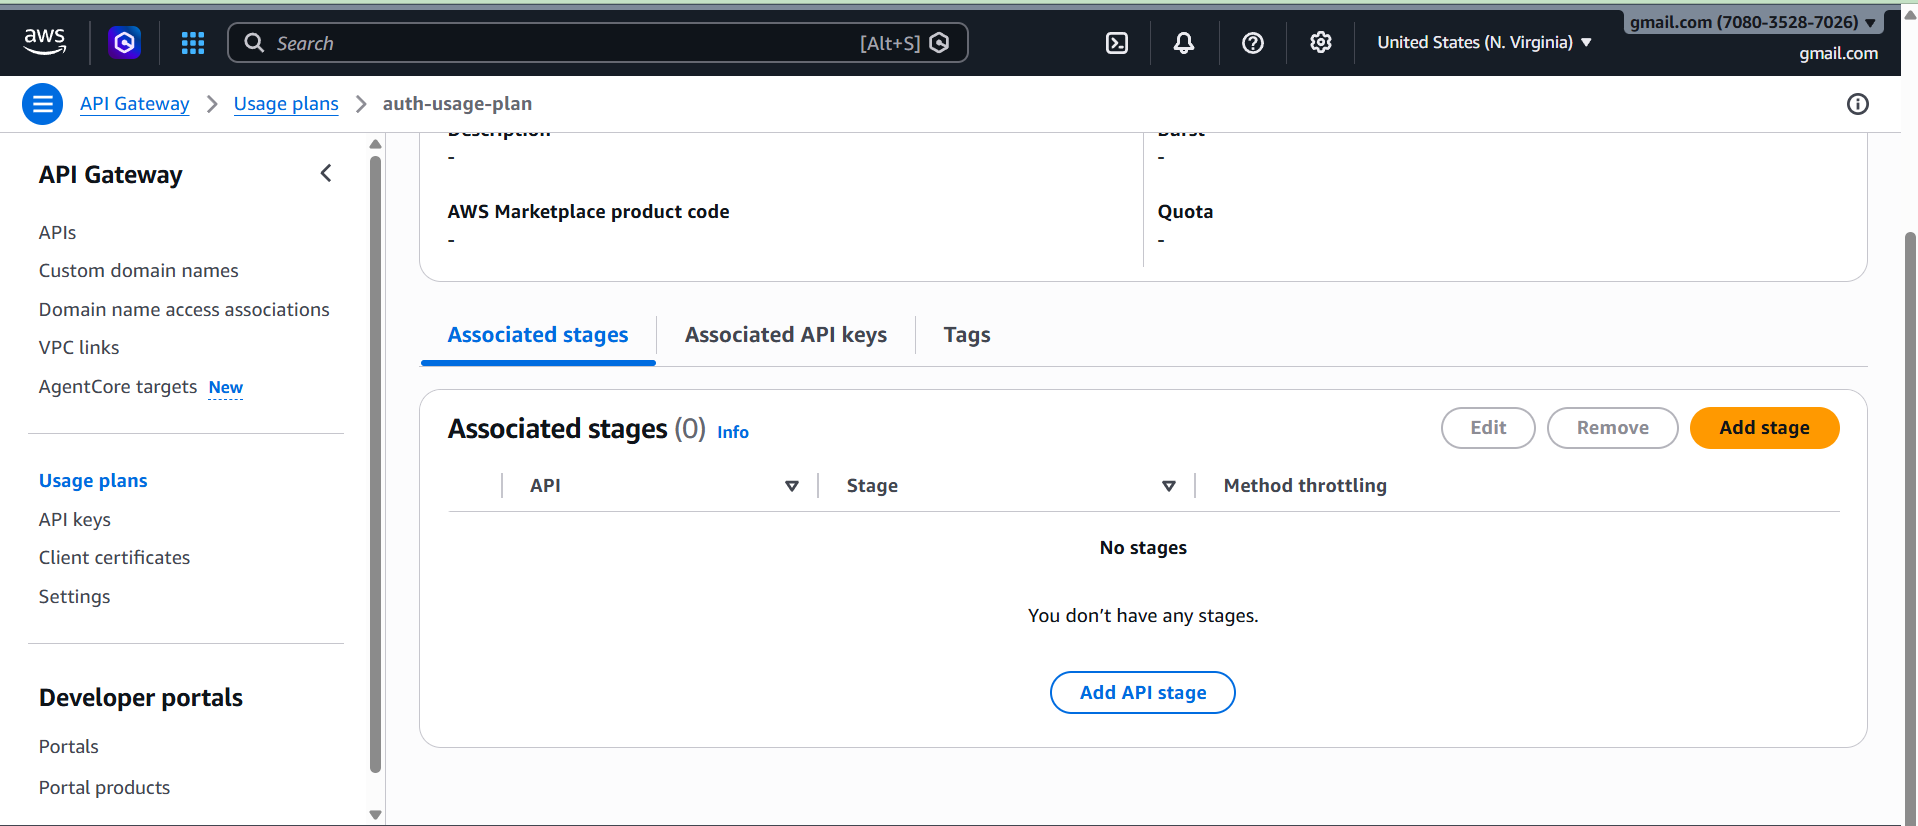 aws
Search [Alt+S]
United States (N. Virginia)
gmail.com (7080-3528-7026)
gmail.com
API Gateway > Usage plans > auth-usage-plan
API Gateway
APIs
Custom domain names
Domain name access associations
VPC links
AgentCore targets New
Usage plans
API keys
Client certificates
Settings
Developer portals
Portals
Portal products
Description
-
Burst
-
AWS Marketplace product code
-
Quota
-
Associated stages
Associated API keys
Tags
Associated stages (0) Info
Edit
Remove
Add stage
API
Stage
Method throttling
No stages
You don’t have any stages.
Add API stage